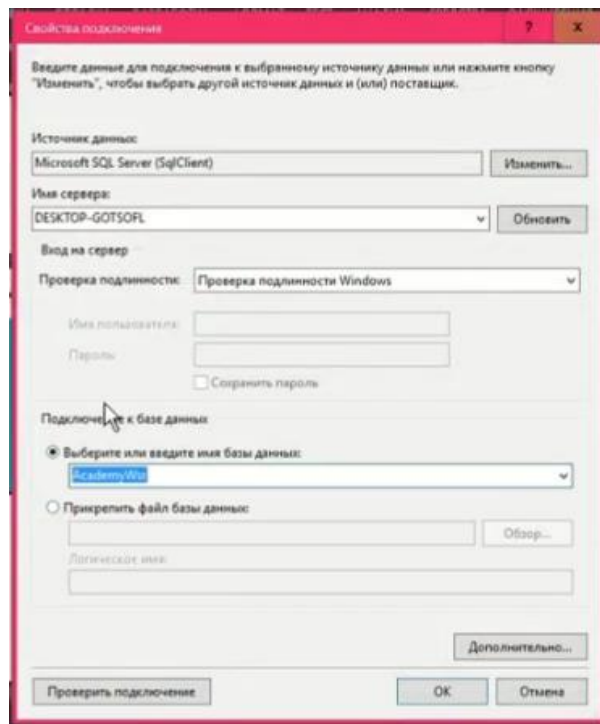 Свойства подключения
? x
Введите данные для подключения к выбранному источнику данных или нажмите кнопку
"Изменить", чтобы выбрать другой источник данных и (или) поставщик.
Источник данных:
Microsoft SQL Server (SqlClient)
Изменить...
Имя сервера:
DESKTOP-GOTSOFL
Обновить
Вход на сервер
Проверка подлинности:
Проверка подлинности Windows
Имя пользователя:
Пароль:
Сохранить пароль
Подключение к базе данных
Выберите или введите имя базы данных:
Прикрепить файл базы данных:
Обзор...
Логическое имя:
Дополнительно...
Проверить подключение
OK
Отмена